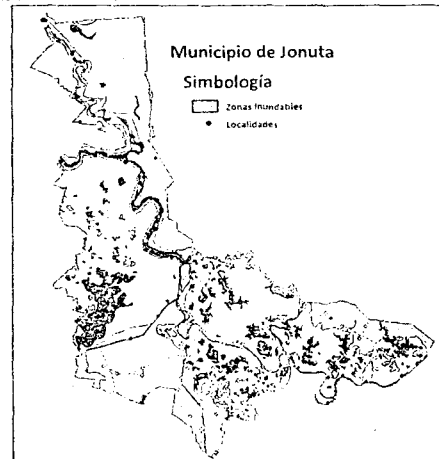 Municipio de Jonuta
Simbología
Zonas Inundables
Localidades